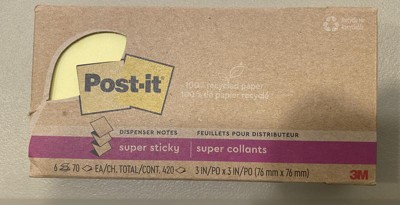 Post-it
100% recycled paper
100% de papier recyclé
DISPENSER NOTES
FEUILLETS POUR DISTRIBUTEUR
super sticky
super collants
6 70 EA/CH, TOTAL/CONT. 420
3 IN/PO x 3 IN/PO (76 mm x 76 mm)
3M